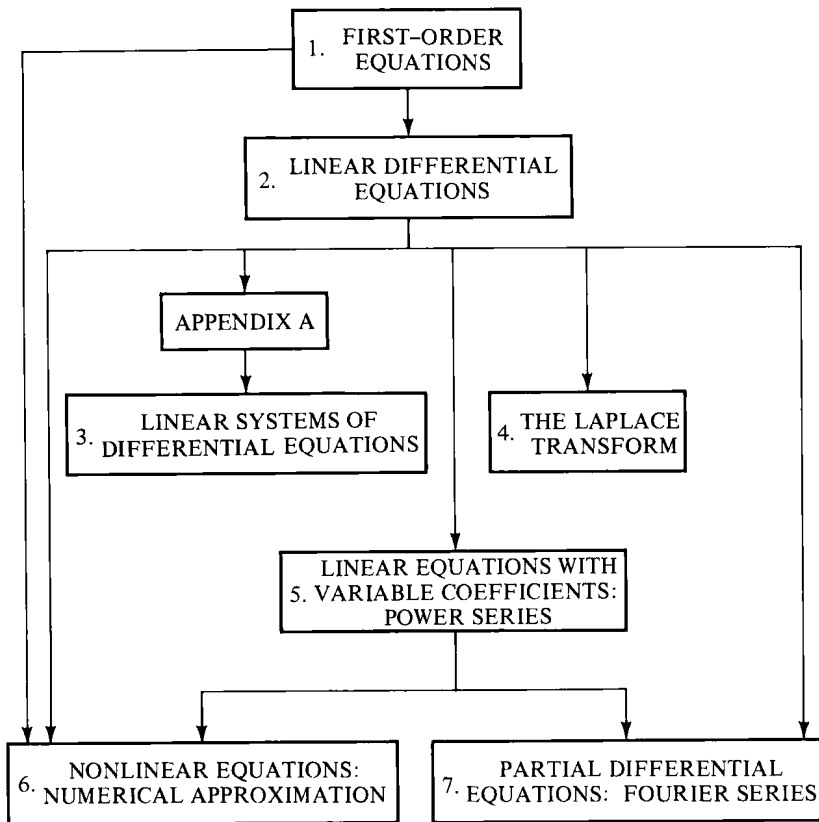 1. FIRST–ORDER
EQUATIONS
2. LINEAR DIFFERENTIAL
EQUATIONS
APPENDIX A
3. LINEAR SYSTEMS OF
DIFFERENTIAL EQUATIONS
4. THE LAPLACE
TRANSFORM
LINEAR EQUATIONS WITH
5. VARIABLE COEFFICIENTS:
POWER SERIES
6. NONLINEAR EQUATIONS:
NUMERICAL APPROXIMATION
7. PARTIAL DIFFERENTIAL
EQUATIONS: FOURIER SERIES